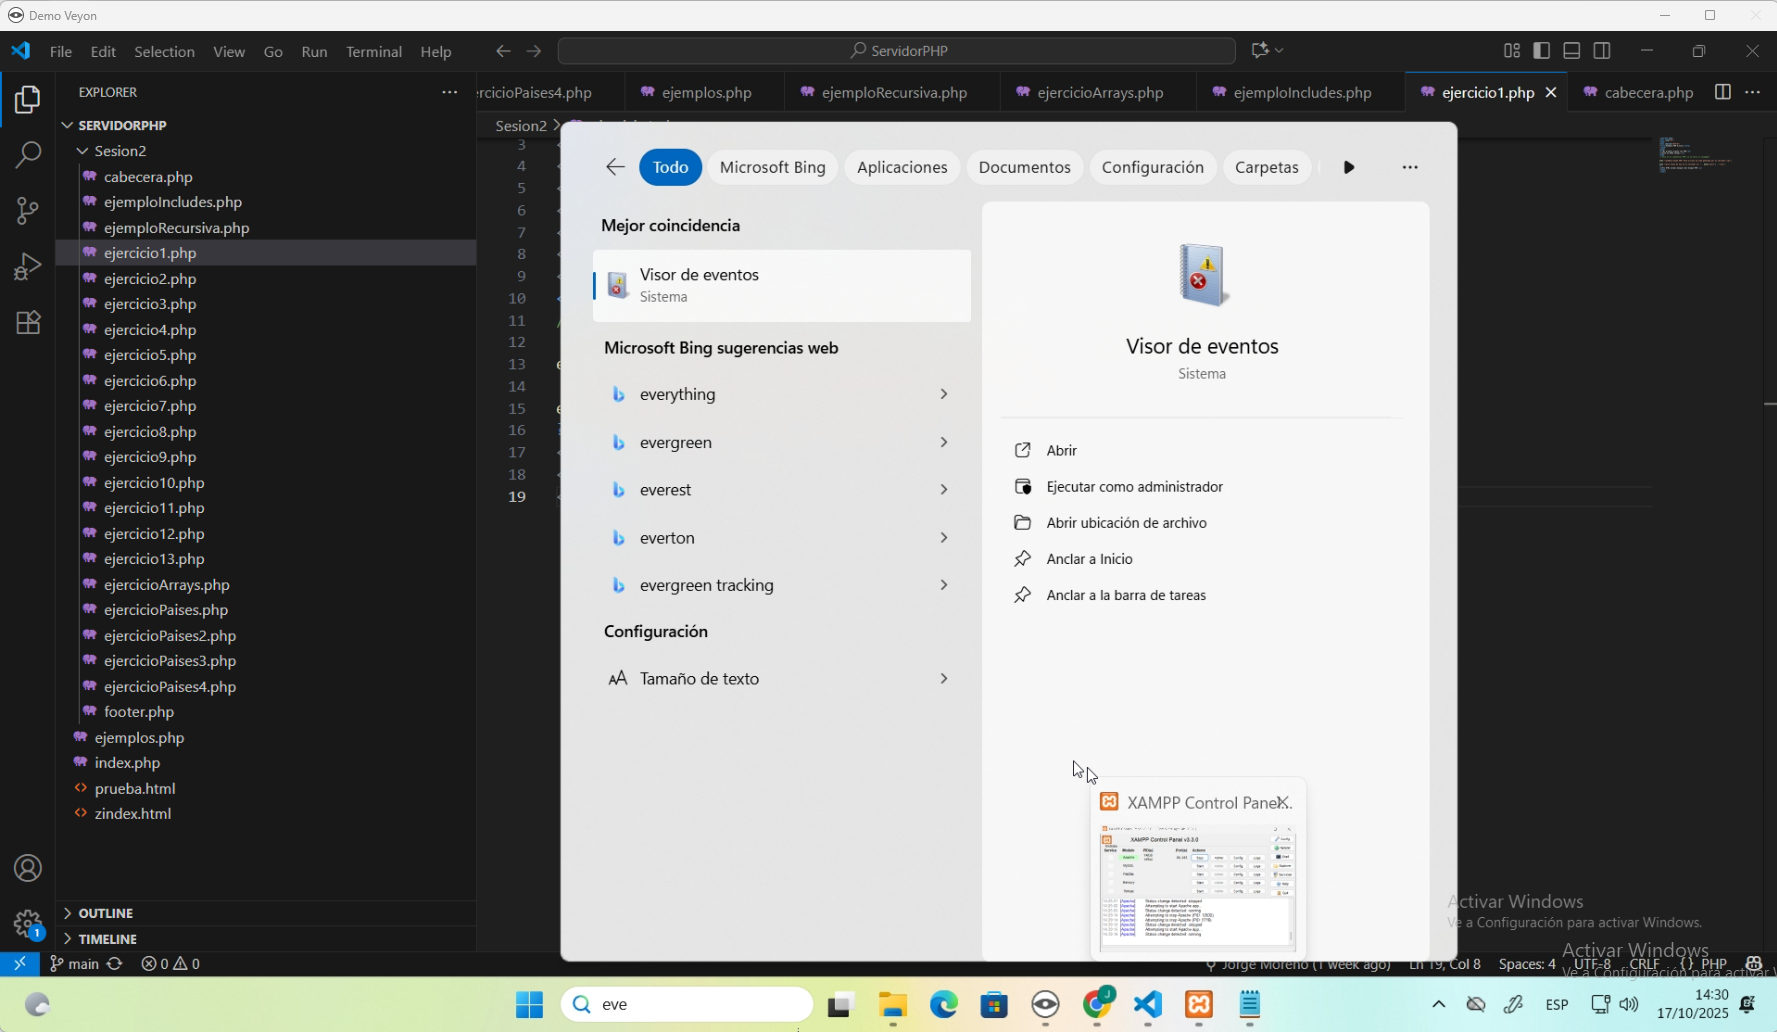 Demo Veyon
File Edit Selection View Go Run Terminal Help
ServidorPHP
EXPLORER
rcicioPaises4.php ejemplos.php ejemploRecursiva.php ejercicioArrays.php ejemploIncludes.php ejercicio1.php cabecera.php
SERVIDORPHP
Sesion2
cabecera.php
ejemploIncludes.php
ejemploRecursiva.php
ejercicio1.php
ejercicio2.php
ejercicio3.php
ejercicio4.php
ejercicio5.php
ejercicio6.php
ejercicio7.php
ejercicio8.php
ejercicio9.php
ejercicio10.php
ejercicio11.php
ejercicio12.php
ejercicio13.php
ejercicioArrays.php
ejercicioPaises.php
ejercicioPaises2.php
ejercicioPaises3.php
ejercicioPaises4.php
footer.php
ejemplos.php
index.php
prueba.html
zindex.html
OUTLINE
TIMELINE
Sesion2
3
4
5
6
7
8
9
10
11
12
13
14
15
16
17
18
19
Todo Microsoft Bing Aplicaciones Documentos Configuración Carpetas
Mejor coincidencia
Visor de eventos
Sistema
Microsoft Bing sugerencias web
everything
evergreen
everest
everton
evergreen tracking
Configuración
Tamaño de texto
Visor de eventos
Sistema
Abrir
Ejecutar como administrador
Abrir ubicación de archivo
Anclar a Inicio
Anclar a la barra de tareas
XAMPP Control Panel...
XAMPP Control Panel v3.3.0
Activar Windows
Ve a Configuración para activar Windows.
Activar Windows
Ve a Configuración para activar
main 0 0
Jorge Moreno (1 week ago) Ln 19, Col 8 Spaces: 4 UTF-8 CRLF {} PHP
1
eve
ESP
14:30
17/10/2025